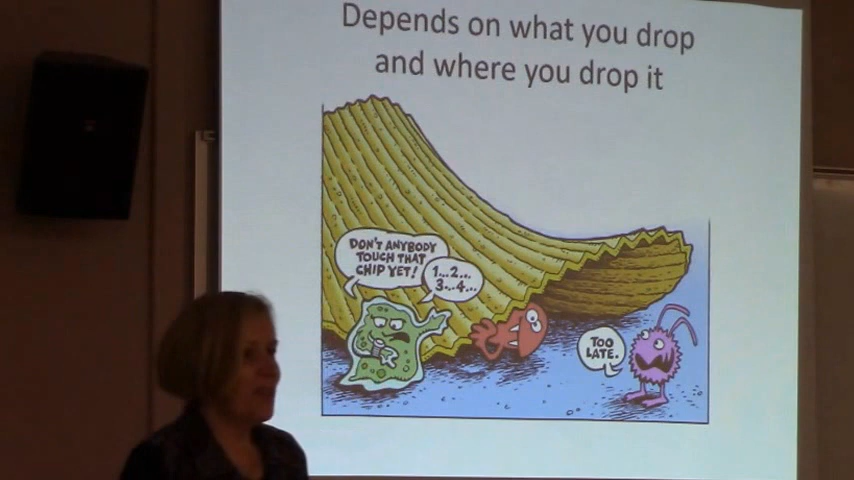 Depends on what you drop
and where you drop it
DON'T ANYBODY
TOUCH THAT
CHIP YET!
1...2...
3...4...
TOO
LATE.